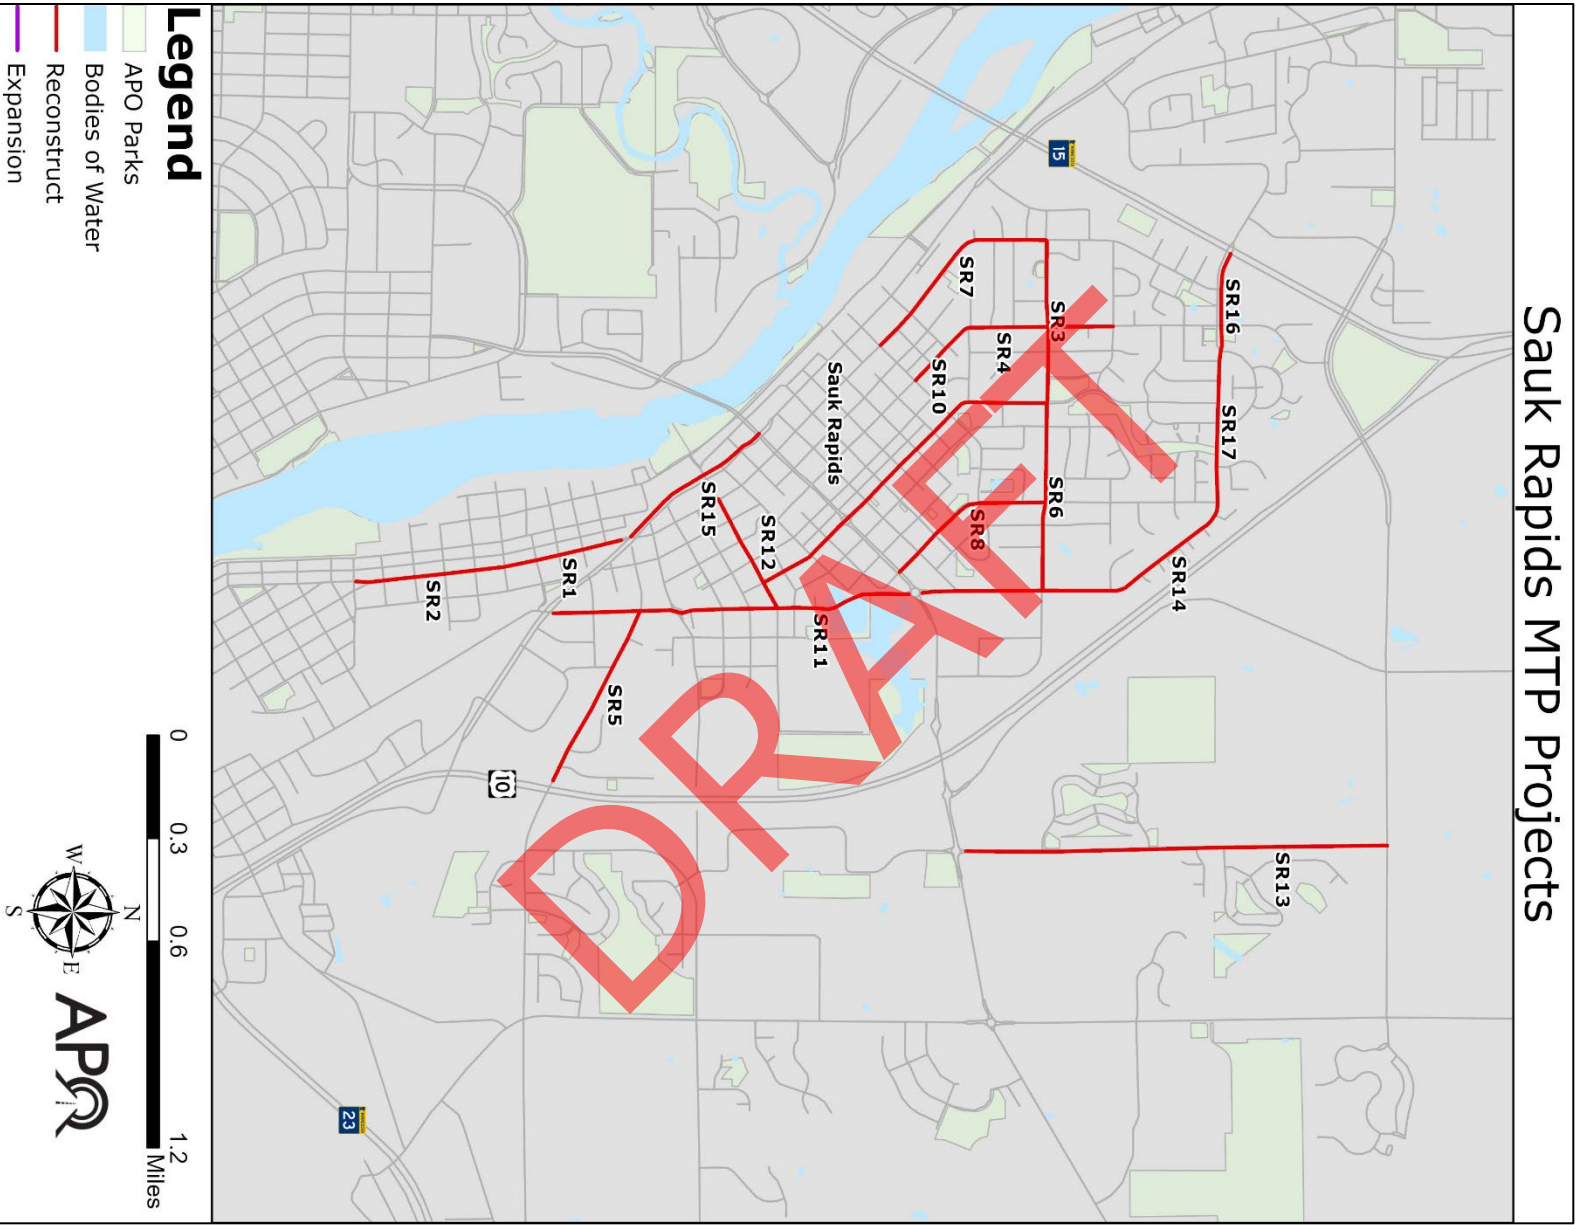 Sauk Rapids MTP Projects
15
SR16
SR7
SR3
SR4
SR10
Sauk Rapids
SR17
SR6
SR15
SR12
SR8
SR1
SR2
SR14
SR11
SR5
10
SR13
23
DRAFT
Legend
APO Parks
Bodies of Water
Reconstruct
Expansion
0 0.3 0.6 1.2
Miles
N
W
E
S
APO